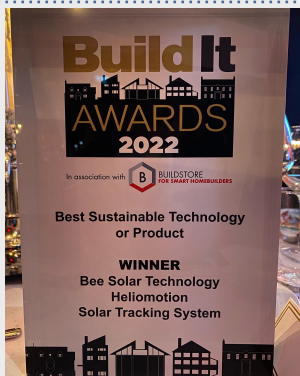 Build It
AWARDS
2022
In association with B BUILDSTORE
FOR SMART HOMEBUILDERS
Best Sustainable Technology
or Product
WINNER
Bee Solar Technology
Heliomotion
Solar Tracking System